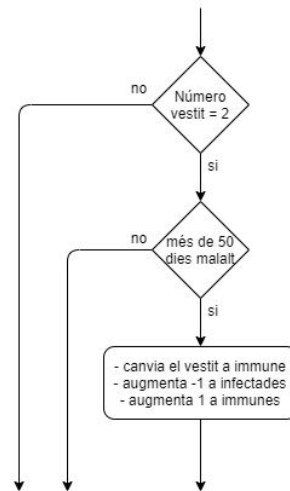 no
Número
vestit = 2
si
no
més de 50
dies malalt
si
- canvia el vestit a immune
- augmenta -1 a infectades
- augmenta 1 a immunes